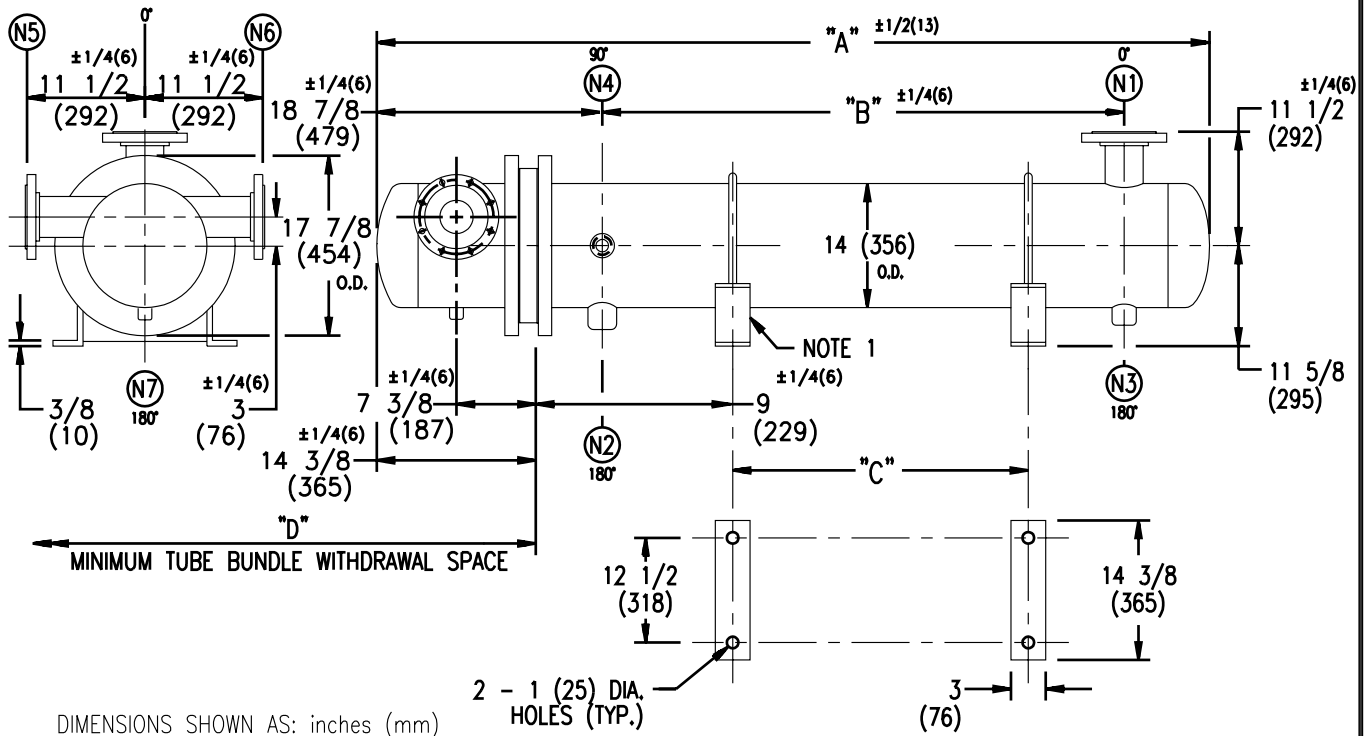 N5
0°
N6
±1/4(6)
11 1/2
(292)
11 1/2
(292)
±1/4(6)
18 7/8
(479)
17 7/8
(454)
O.D.
3/8
(10)
N7
180°
±1/4(6)
3
(76)
"A" ±1/2(13)
90°
N4
"B" ±1/4(6)
0°
N1
±1/4(6)
11 1/2
(292)
14 (356)
O.D.
NOTE 1
±1/4(6)
7 3/8
(187)
±1/4(6)
9
(229)
±1/4(6)
14 3/8
(365)
N2
180°
N3
180°
11 5/8
(295)
"C"
"D"
MINIMUM TUBE BUNDLE WITHDRAWAL SPACE
12 1/2
(318)
14 3/8
(365)
2 - 1 (25) DIA.
HOLES (TYP.)
3
(76)
DIMENSIONS SHOWN AS: inches (mm)